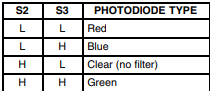 S2 S3 PHOTODIODE TYPE
L L Red
L H Blue
H L Clear (no filter)
H H Green